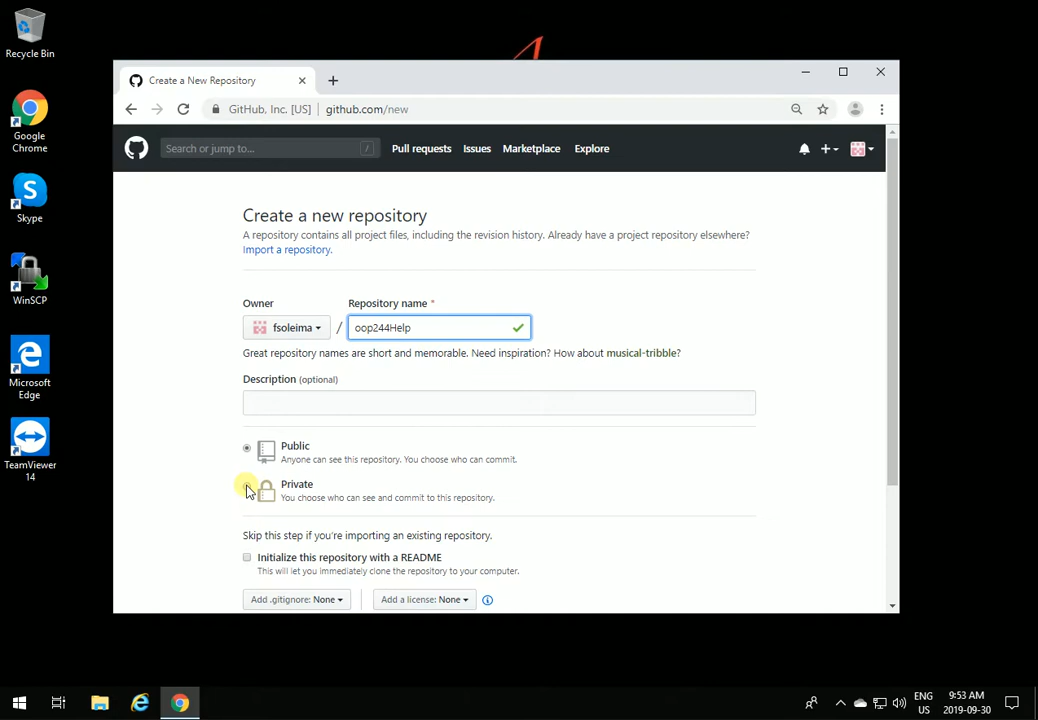 Recycle Bin
Google
Chrome
Skype
WinSCP
Microsoft
Edge
TeamViewer
14
Create a New Repository
GitHub, Inc. [US] | github.com/new
Search or jump to... /
Pull requests Issues Marketplace Explore
Create a new repository
A repository contains all project files, including the revision history. Already have a project repository elsewhere?
Import a repository.
Owner Repository name *
fsoleima / oop244Help
Great repository names are short and memorable. Need inspiration? How about musical-tribble?
Description (optional)
Public
Anyone can see this repository. You choose who can commit.
Private
You choose who can see and commit to this repository.
Skip this step if you're importing an existing repository.
Initialize this repository with a README
This will let you immediately clone the repository to your computer.
Add .gitignore: None Add a license: None
ENG 9:53 AM
US 2019-09-30